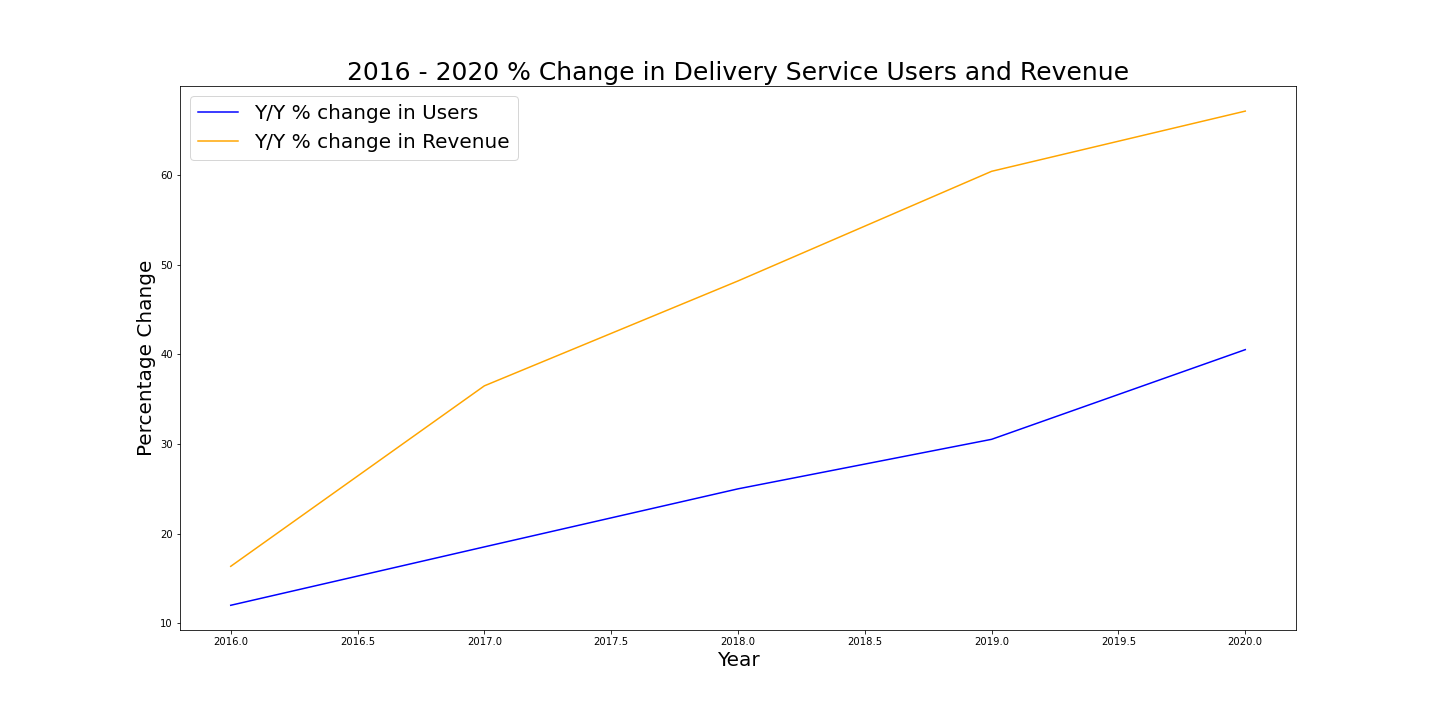 2016 - 2020 % Change in Delivery Service Users and Revenue
Y/Y % change in Users
Y/Y % change in Revenue
Percentage Change
60
50
40
30
20
10
2016.0 2016.5 2017.0 2017.5 2018.0 2018.5 2019.0 2019.5 2020.0
Year